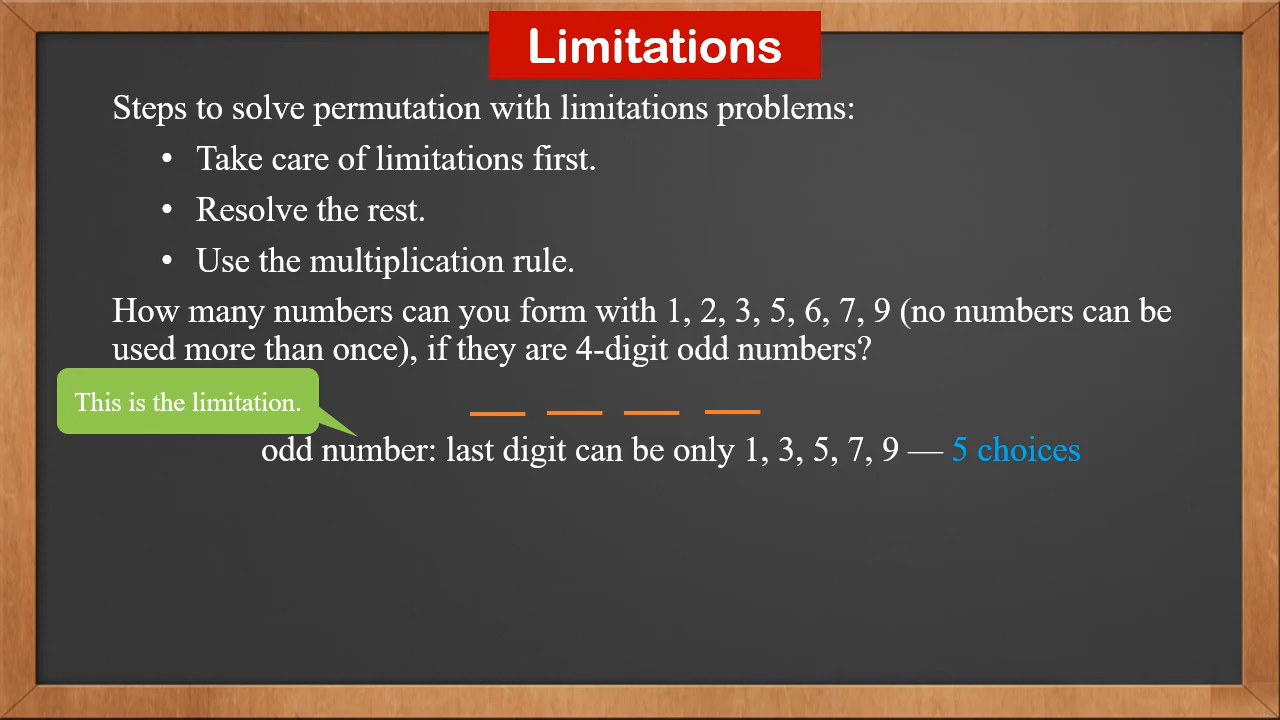 Limitations
Steps to solve permutation with limitations problems:
• Take care of limitations first.
• Resolve the rest.
• Use the multiplication rule.
How many numbers can you form with 1, 2, 3, 5, 6, 7, 9 (no numbers can be
used more than once), if they are 4-digit odd numbers?
This is the limitation.
odd number: last digit can be only 1, 3, 5, 7, 9 — 5 choices